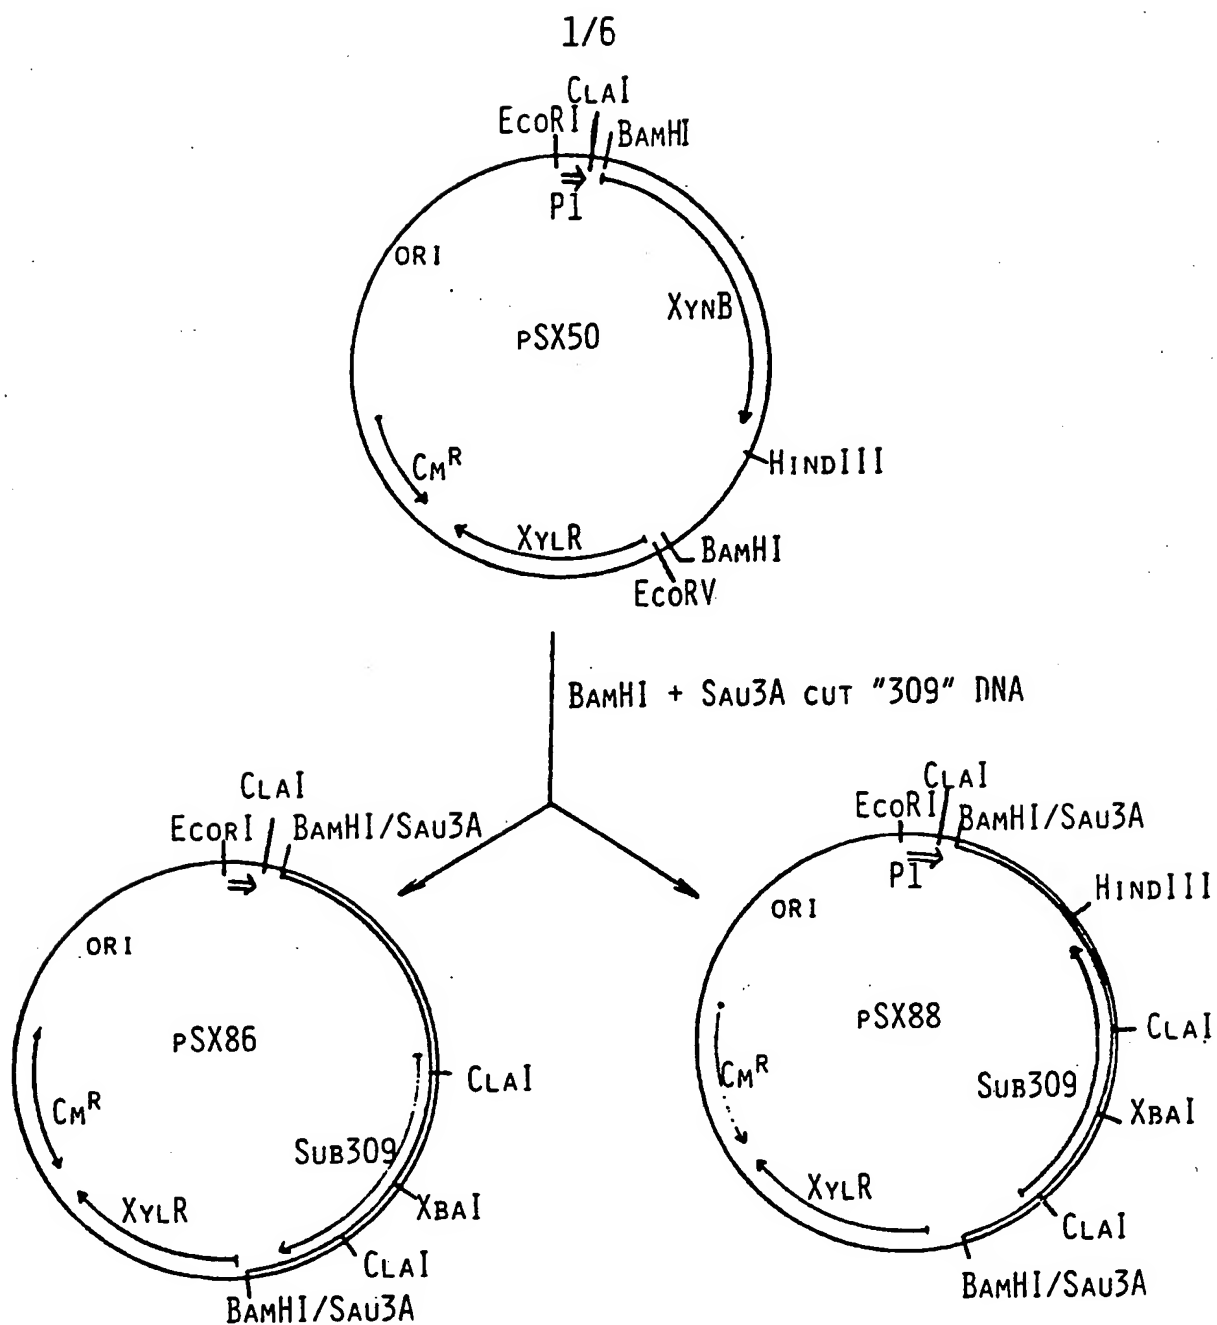 1/6
CLAI
ECORI
BAMHI
P1
ORI
XYNB
PSX50
CMR
HINDIII
XYLR
BAMHI
ECORV
BAMHI + SAU3A CUT "309" DNA
CLAI
ECORI
BAMHI/SAU3A
ORI
PSX86
CLAI
CMR
SUB309
XYLR
XBAI
CLAI
BAMHI/SAU3A
CLAI
ECORI
BAMHI/SAU3A
P1
HINDIII
ORI
PSX88
CLAI
CMR
SUB309
XBAI
XYLR
CLAI
BAMHI/SAU3A